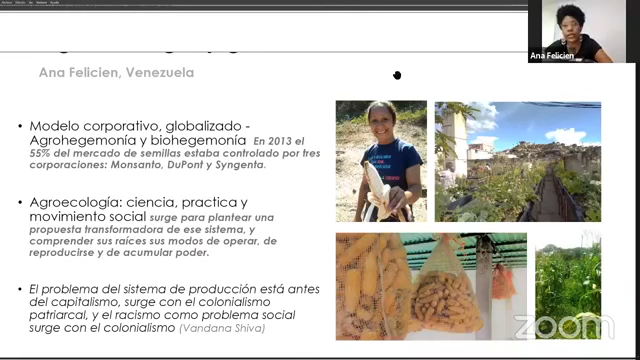 Ana Felicien
Ana Felicien, Venezuela
• Modelo corporativo, globalizado -
Agrohegemonía y biohegemonía En 2013 el
55% del mercado de semillas estaba controlado por tres
corporaciones: Monsanto, DuPont y Syngenta.
• Agroecología: ciencia, practica y
movimiento social surge para plantear una
propuesta transformadora de ese sistema, y
comprender sus raíces sus modos de operar, de
reproducirse y de acumular poder.
• El problema del sistema de producción está antes
del capitalismo, surge con el colonialismo
patriarcal, y el racismo como problema social
surge con el colonialismo (Vandana Shiva)
zoom